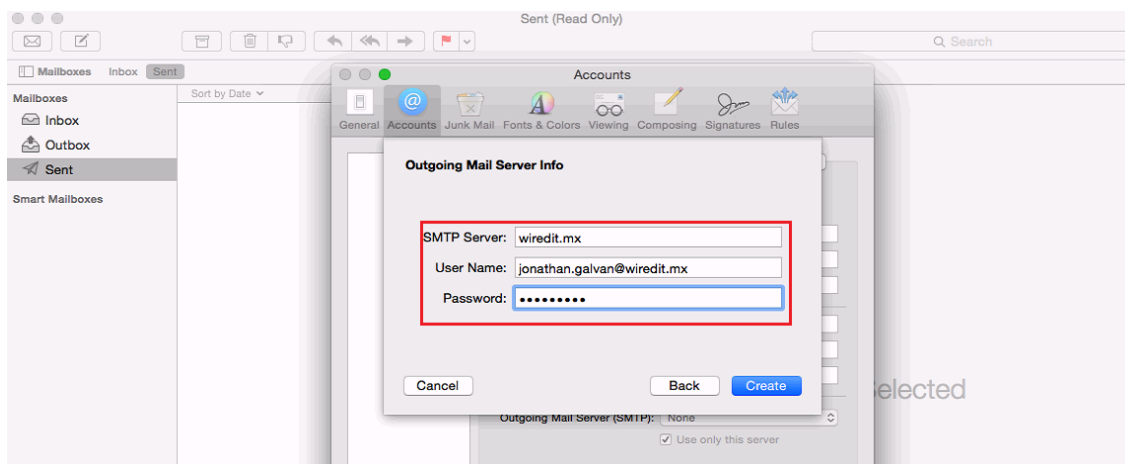 Sent (Read Only)
Search
Mailboxes Inbox Sent
Mailboxes
Inbox
Outbox
Sent
Smart Mailboxes
Sort by Date
Accounts
General Accounts Junk Mail Fonts & Colors Viewing Composing Signatures Rules
Outgoing Mail Server Info
SMTP Server: wiredit.mx
User Name: jonathan.galvan@wiredit.mx
Password: •••••••••
Cancel Back Create
elected
Outgoing Mail Server (SMTP): None
Use only this server